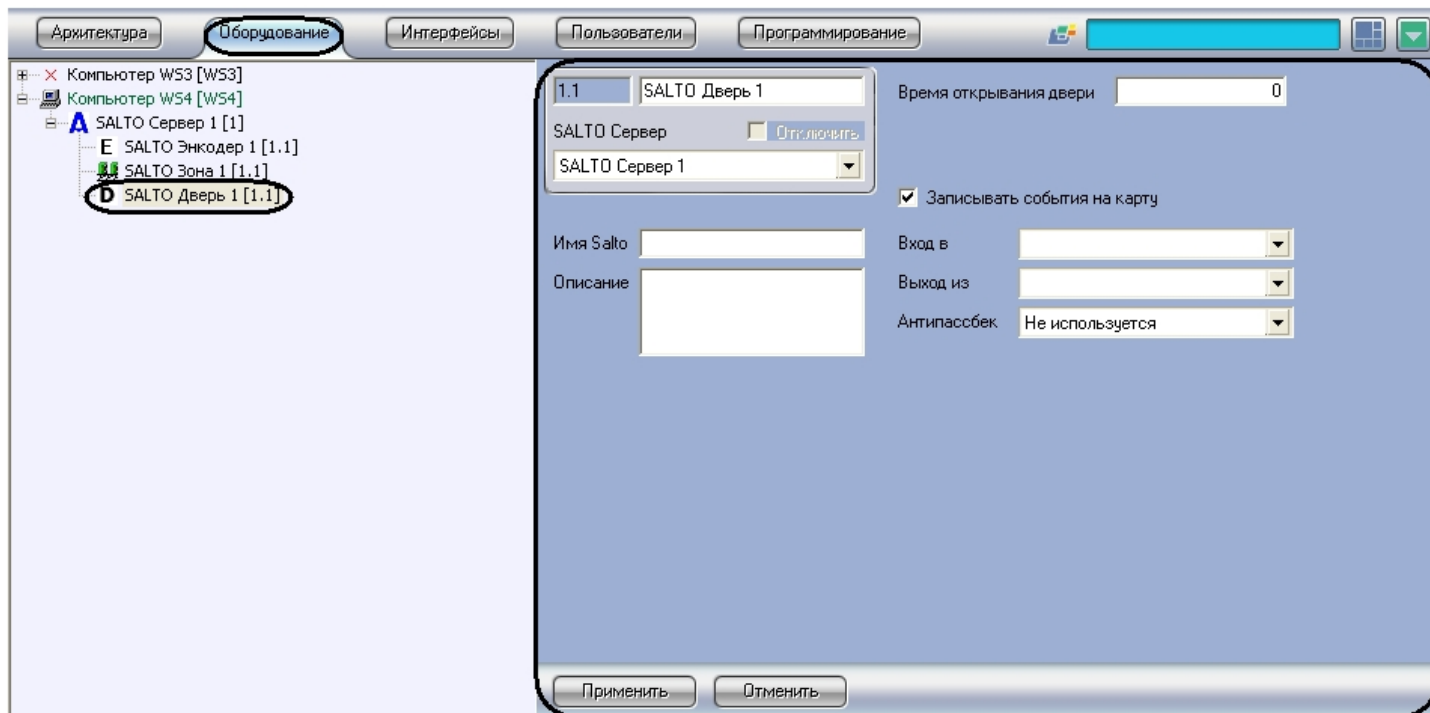 Архитектура Оборудование Интерфейсы Пользователи Программирование
Компьютер WS3 [WS3]
Компьютер WS4 [WS4]
A SALTO Сервер 1 [1]
E SALTO Энкодер 1 [1.1]
SALTO Зона 1 [1.1]
D SALTO Дверь 1 [1.1]
1.1 SALTO Дверь 1
SALTO Сервер Отключить
SALTO Сервер 1
Имя Salto
Описание
Время открывания двери 0
Записывать события на карту
Вход в
Выход из
Антипассбек Не используется
Применить Отменить